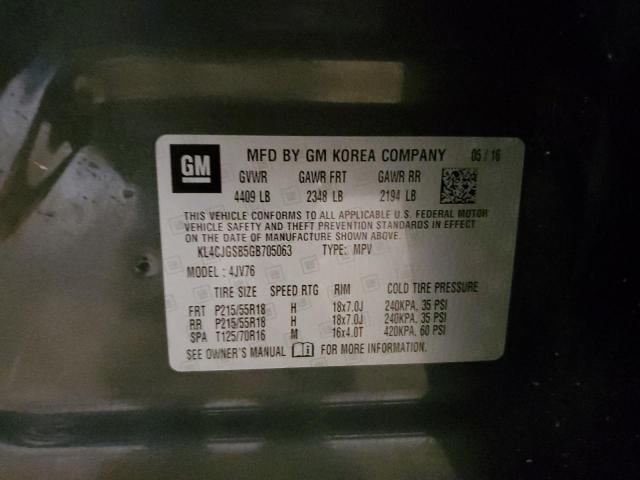 GM
MFD BY GM KOREA COMPANY 05 / 16
GVWR GAWR FRT GAWR RR
4409 LB 2348 LB 2194 LB
THIS VEHICLE CONFORMS TO ALL APPLICABLE U.S. FEDERAL MOTOR
VEHICLE SAFETY AND THEFT PREVENTION STANDARDS IN EFFECT
ON THE DATE OF MANUFACTURE SHOWN ABOVE.
KL4CJGSB5GB705063 TYPE: MPV
MODEL: 4JV76
TIRE SIZE SPEED RTG RIM COLD TIRE PRESSURE
FRT P215/55R18 H 18x7.0J 240KPA, 35 PSI
RR P215/55R18 H 18x7.0J 240KPA, 35 PSI
SPA T125/70R16 M 16x4.0T 420KPA, 60 PSI
SEE OWNER'S MANUAL FOR MORE INFORMATION.